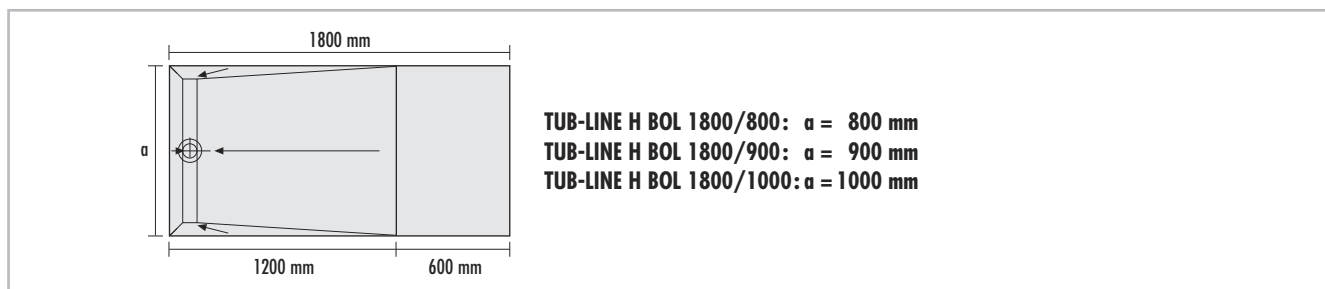 1800 mm
a
TUB-LINE H BOL 1800/800: a = 800 mm
TUB-LINE H BOL 1800/900: a = 900 mm
TUB-LINE H BOL 1800/1000: a = 1000 mm
1200 mm
600 mm